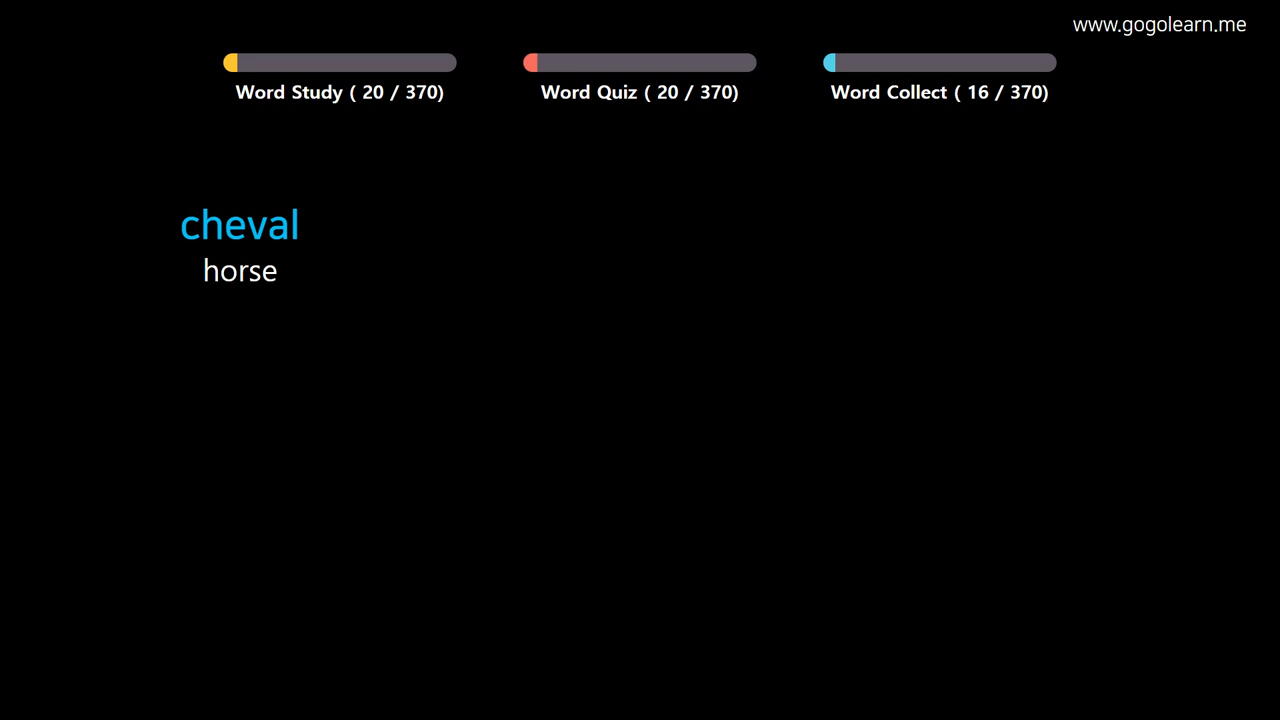 www.gogolearn.me
Word Study ( 20 / 370)
Word Quiz ( 20 / 370)
Word Collect ( 16 / 370)
cheval
horse